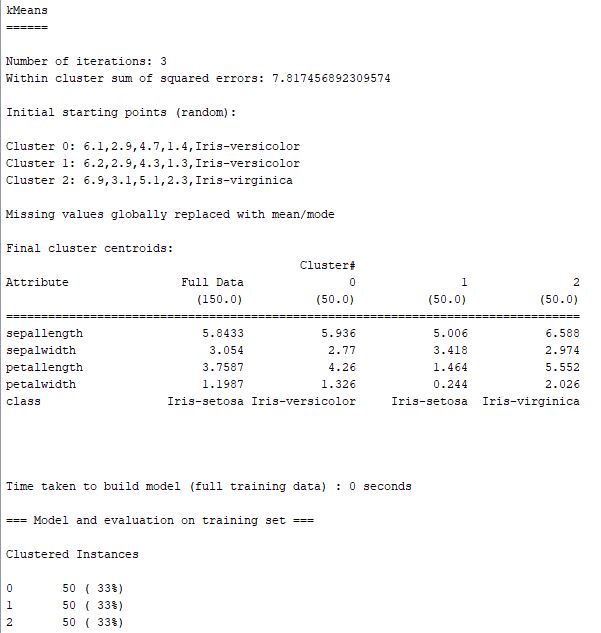 kMeans
======
Number of iterations: 3
Within cluster sum of squared errors: 7.817456892309574
Initial starting points (random):
Cluster 0: 6.1,2.9,4.7,1.4,Iris-versicolor
Cluster 1: 6.2,2.9,4.3,1.3,Iris-versicolor
Cluster 2: 6.9,3.1,5.1,2.3,Iris-virginica
Missing values globally replaced with mean/mode
Final cluster centroids:
Cluster#
Attribute Full Data 0 1 2
(150.0) (50.0) (50.0) (50.0)
==================================================================================
sepallength 5.8433 5.936 5.006 6.588
sepalwidth 3.054 2.77 3.418 2.974
petallength 3.7587 4.26 1.464 5.552
petalwidth 1.1987 1.326 0.244 2.026
class Iris-setosa Iris-versicolor Iris-setosa Iris-virginica
Time taken to build model (full training data) : 0 seconds
=== Model and evaluation on training set ===
Clustered Instances
0 50 ( 33%)
1 50 ( 33%)
2 50 ( 33%)